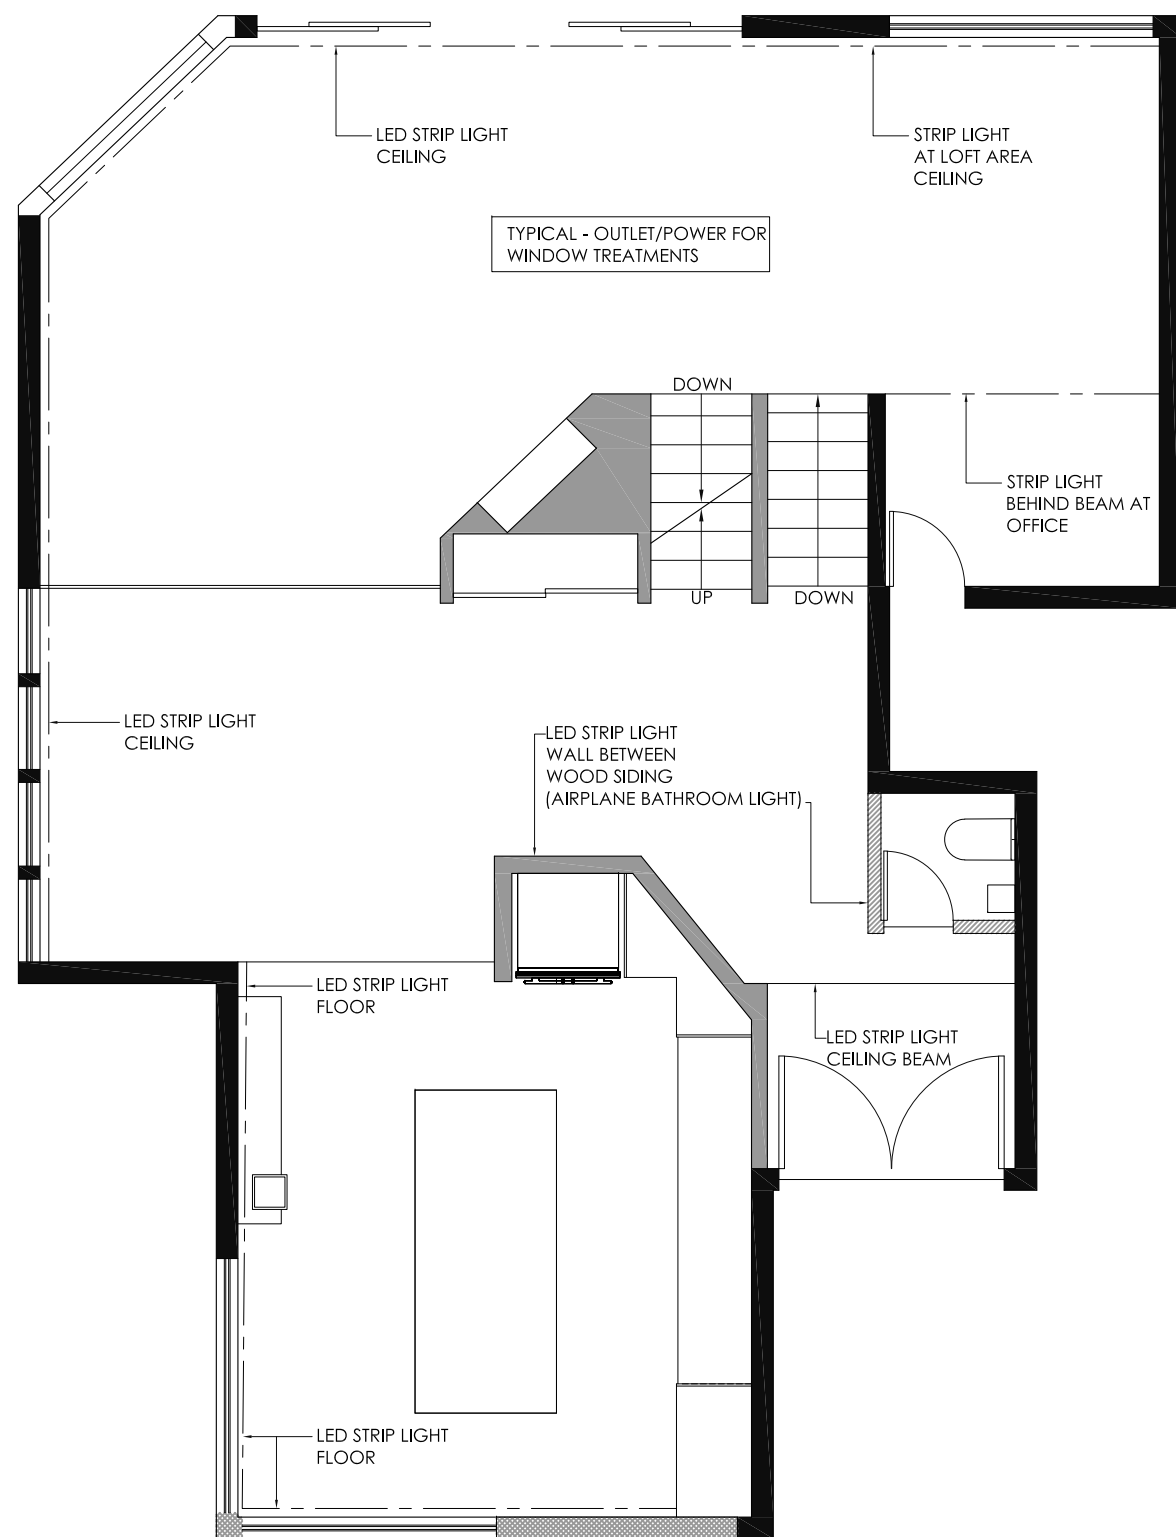 LED STRIP LIGHT
CEILING
STRIP LIGHT
AT LOFT AREA
CEILING
TYPICAL - OUTLET/POWER FOR
WINDOW TREATMENTS
DOWN
STRIP LIGHT
BEHIND BEAM AT
OFFICE
UP
DOWN
LED STRIP LIGHT
CEILING
LED STRIP LIGHT
WALL BETWEEN
WOOD SIDING
(AIRPLANE BATHROOM LIGHT)
LED STRIP LIGHT
FLOOR
LED STRIP LIGHT
CEILING BEAM
LED STRIP LIGHT
FLOOR